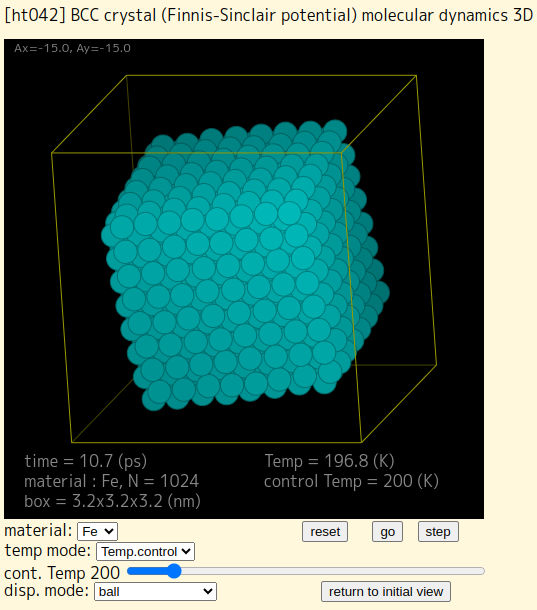 [ht042] BCC crystal (Finnis-Sinclair potential) molecular dynamics 3D
Ax=-15.0, Ay=-15.0
time = 10.7 (ps) Temp = 196.8 (K)
material : Fe, N = 1024 control Temp = 200 (K)
box = 3.2x3.2x3.2 (nm)
material: Fe reset go step
temp mode: Temp.control
cont. Temp 200
disp. mode: ball return to initial view